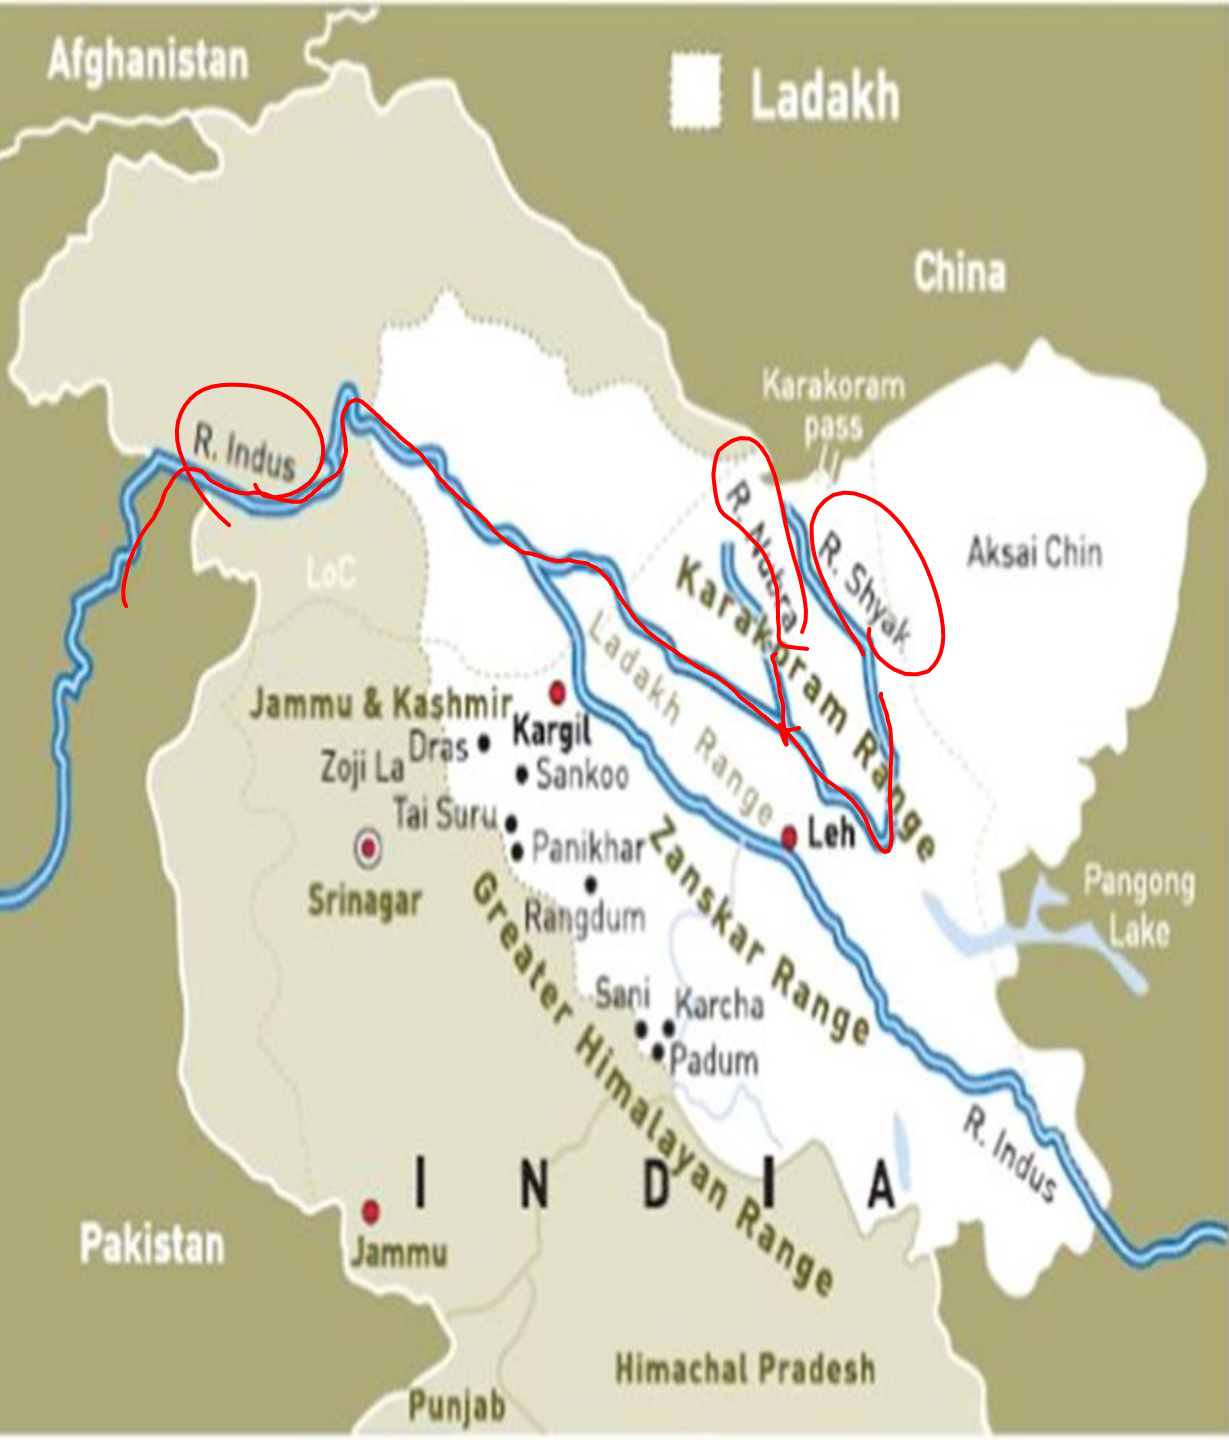 Afghanistan
Ladakh
China
Karakoram
pass
R. Indus
R. Nubra
R. Shyak
Aksai Chin
LoC
Karakoram Range
Ladakh Range
Jammu & Kashmir
Kargil
Dras
Zoji La
Sankoo
Tai Suru
Leh
Panikhar
Zanskar Range
Srinagar
Rangdum
Pangong
Lake
Greater Himalayan Range
Sani
Karcha
Padum
R. Indus
I N D I A
Pakistan
Jammu
Himachal Pradesh
Punjab